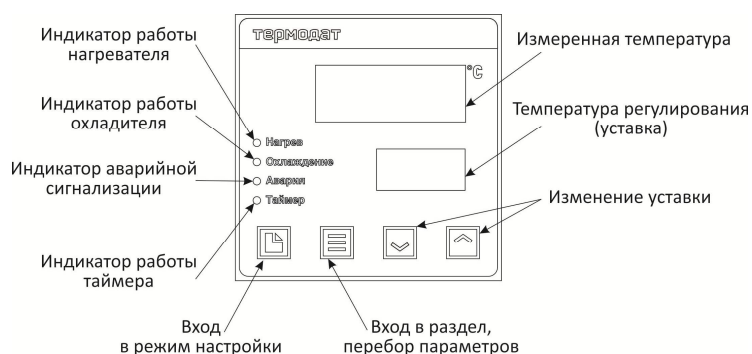 Индикатор работы
нагревателя
Индикатор работы
охладителя
Индикатор аварийной
сигнализации
Индикатор работы
таймера
термодат
°C
Нагрев
Охлаждение
Авария
Таймер
Измеренная температура
Температура регулирования
(уставка)
Изменение уставки
Вход
в режим настройки
Вход в раздел,
перебор параметров